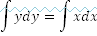 ∫ydy = ∫xdx